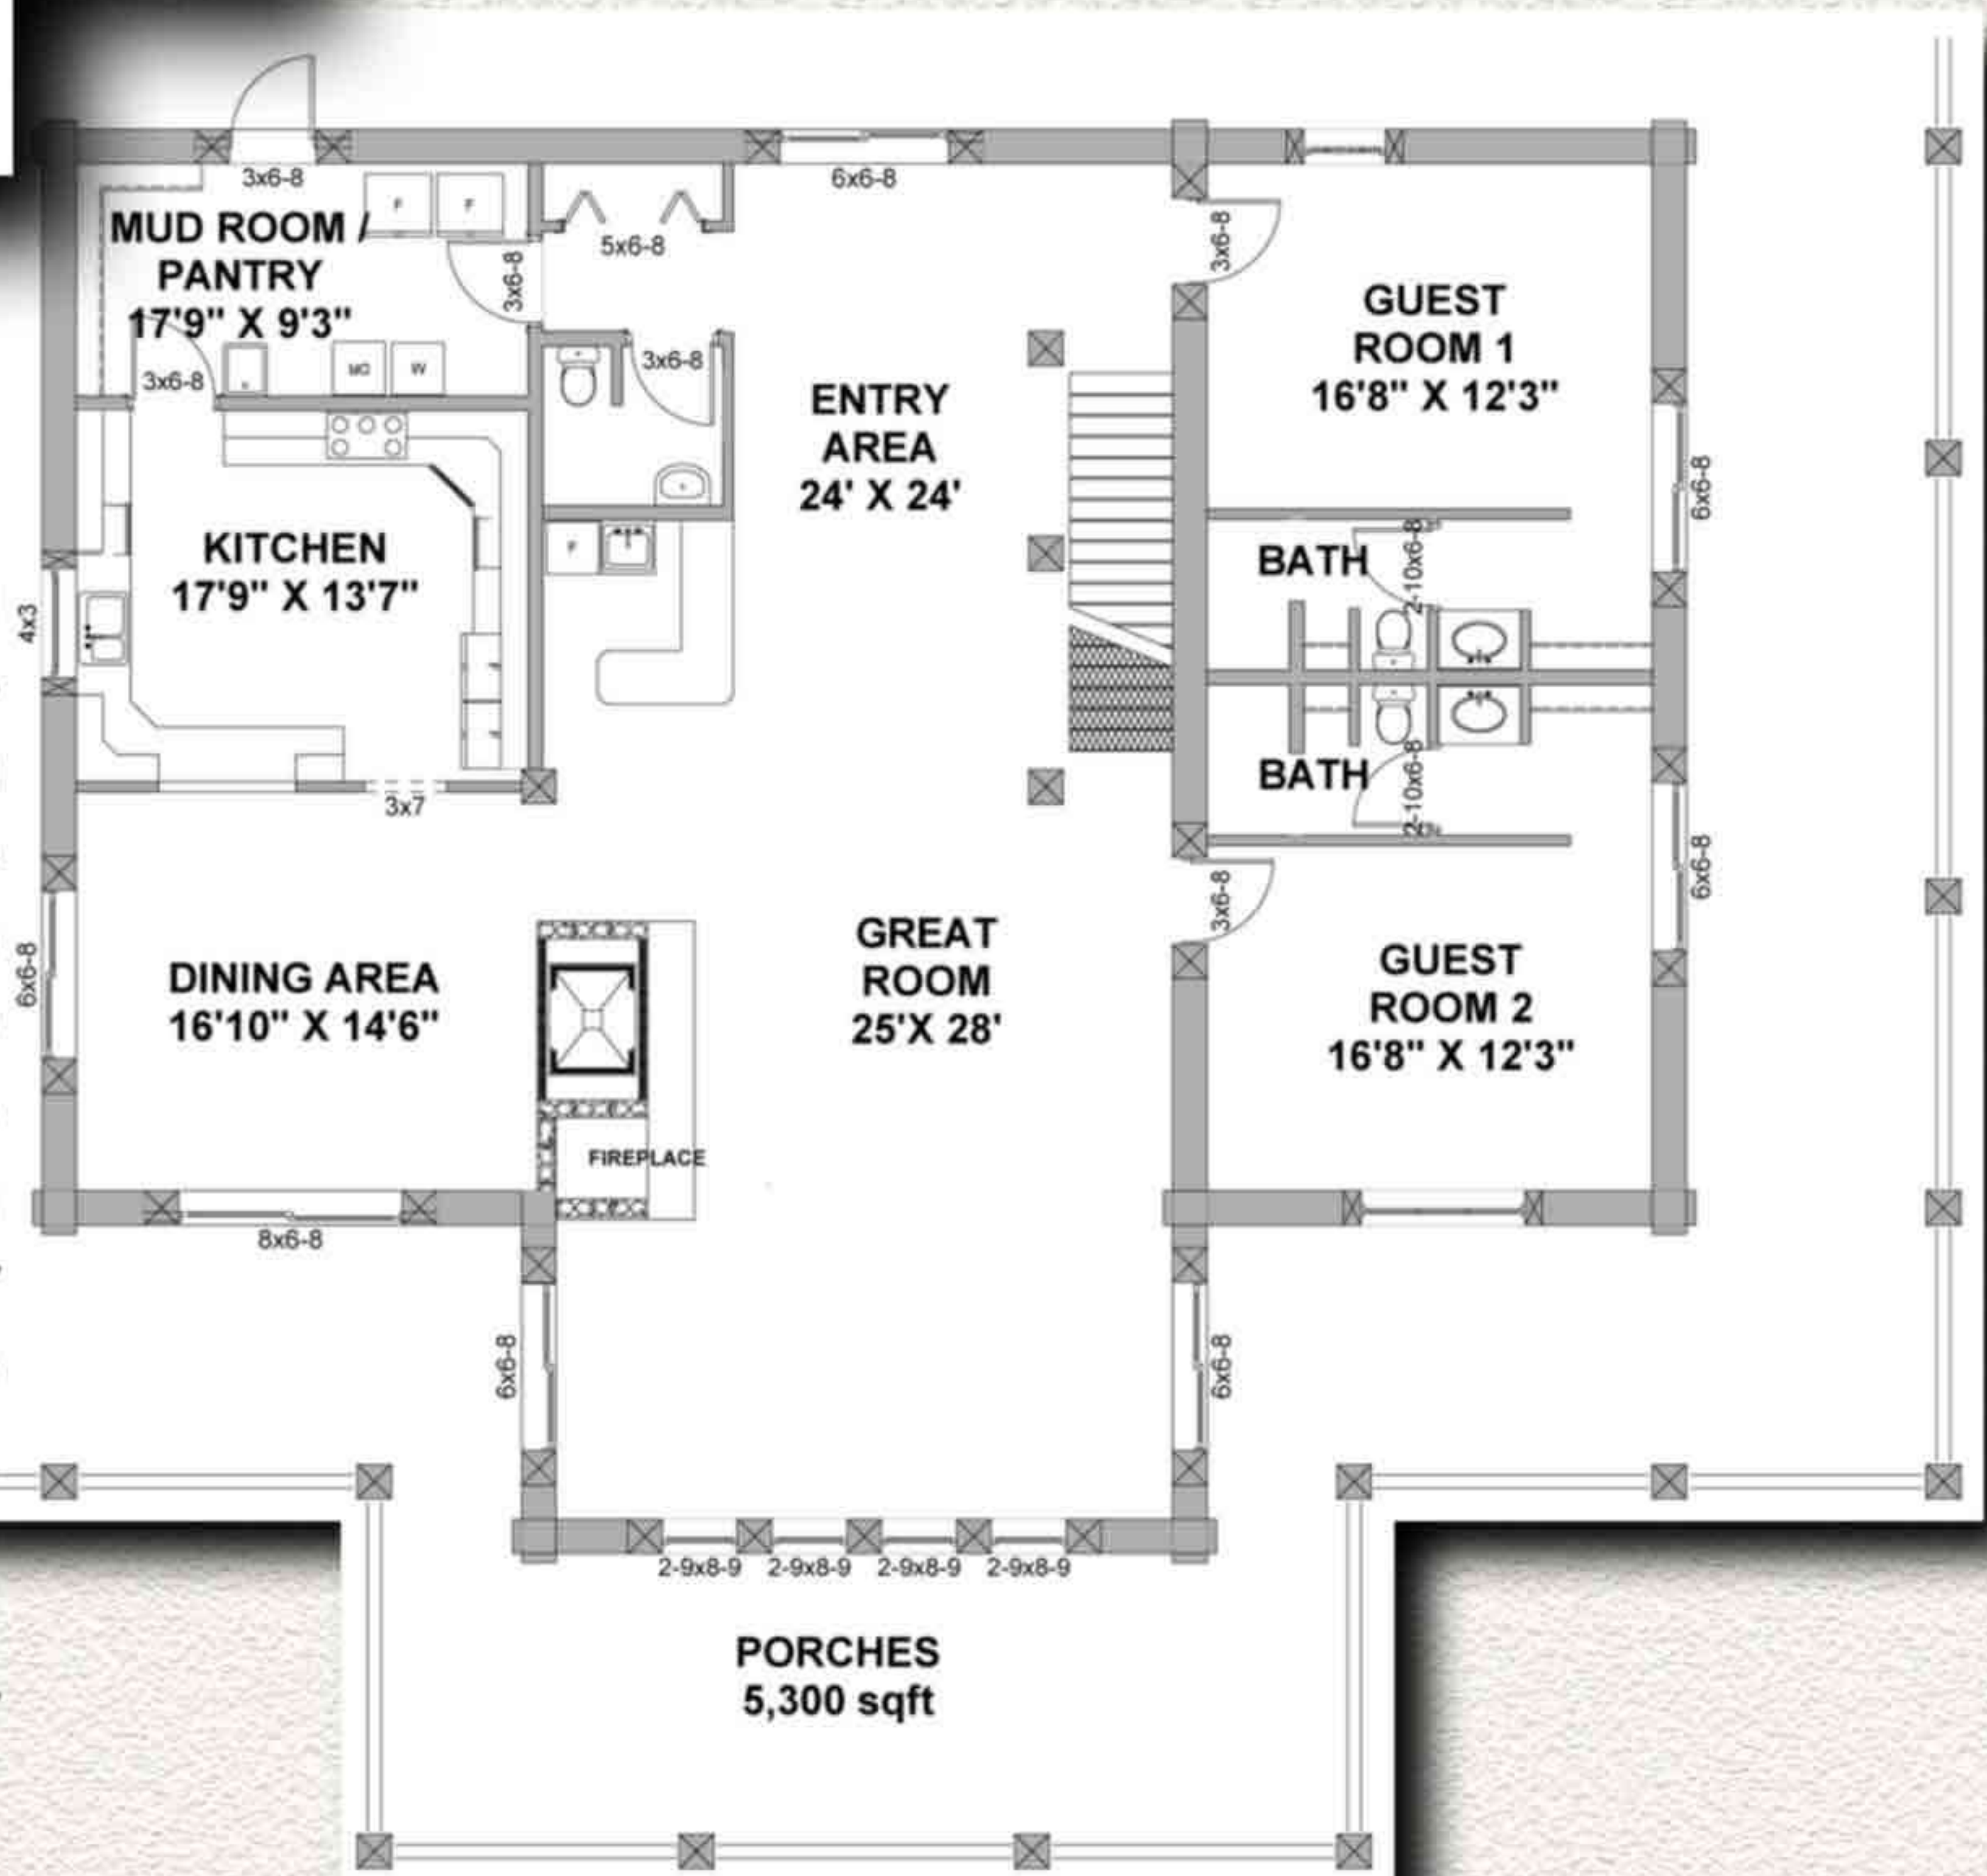 3x6-8
6x6-8
MUD ROOM /
PANTRY
17'9" X 9'3"
F
F
5x6-8
3x6-8
3x6-8
3x6-8
3x6-8
W
3x6-8
GUEST
ROOM 1
16'8" X 12'3"
ENTRY
AREA
24' X 24'
6x6-8
KITCHEN
17'9" X 13'7"
F
BATH
2-10x6-8
4x3
BATH
2-10x6-8
3x7
6x6-8
3x6-8
DINING AREA
16'10" X 14'6"
6x6-8
GREAT
ROOM
25'X 28'
GUEST
ROOM 2
16'8" X 12'3"
FIREPLACE
8x6-8
6x6-8
6x6-8
2-9x8-9 2-9x8-9 2-9x8-9 2-9x8-9
PORCHES
5,300 sqft